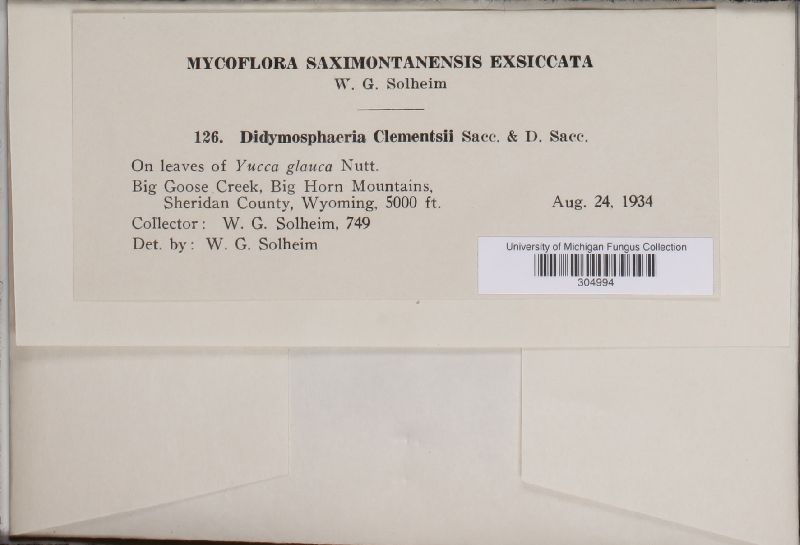 MYCOFLORA SAXIMONTANENSIS EXSICCATA
W. G. Solheim
126. Didymosphaeria Clementsii Sacc. & D. Sacc.
On leaves of Yucca glauca Nutt.
Big Goose Creek, Big Horn Mountains,
Sheridan County, Wyoming, 5000 ft. Aug. 24, 1934
Collector: W. G. Solheim, 749
Det. by: W. G. Solheim
University of Michigan Fungus Collection
304994